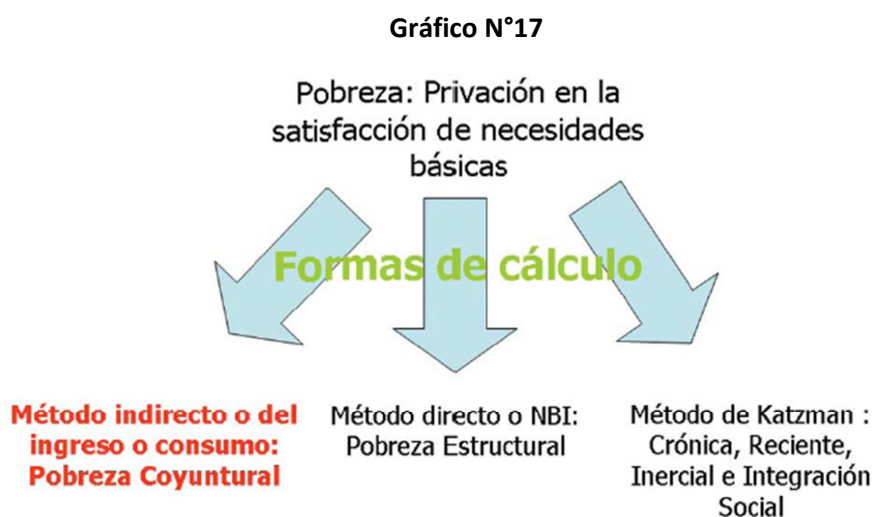 Gráfico N°17
Pobreza: Privación en la
satisfacción de necesidades
básicas
Formas de cálculo
Método indirecto o del
ingreso o consumo:
Pobreza Coyuntural
Método directo o NBI:
Pobreza Estructural
Método de Katzman :
Crónica, Reciente,
Inercial e Integración
Social